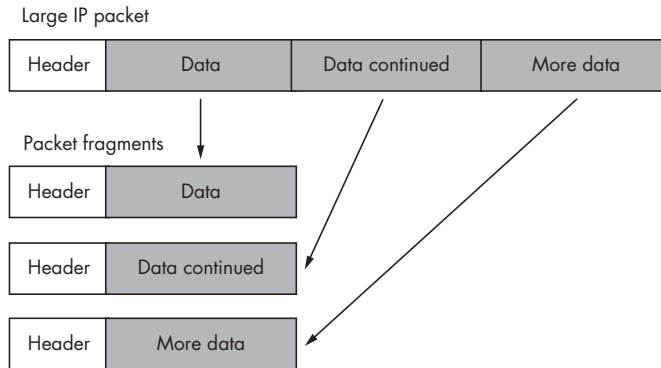 Large IP packet
Header Data Data continued More data
Packet fragments
Header Data
Header Data continued
Header More data